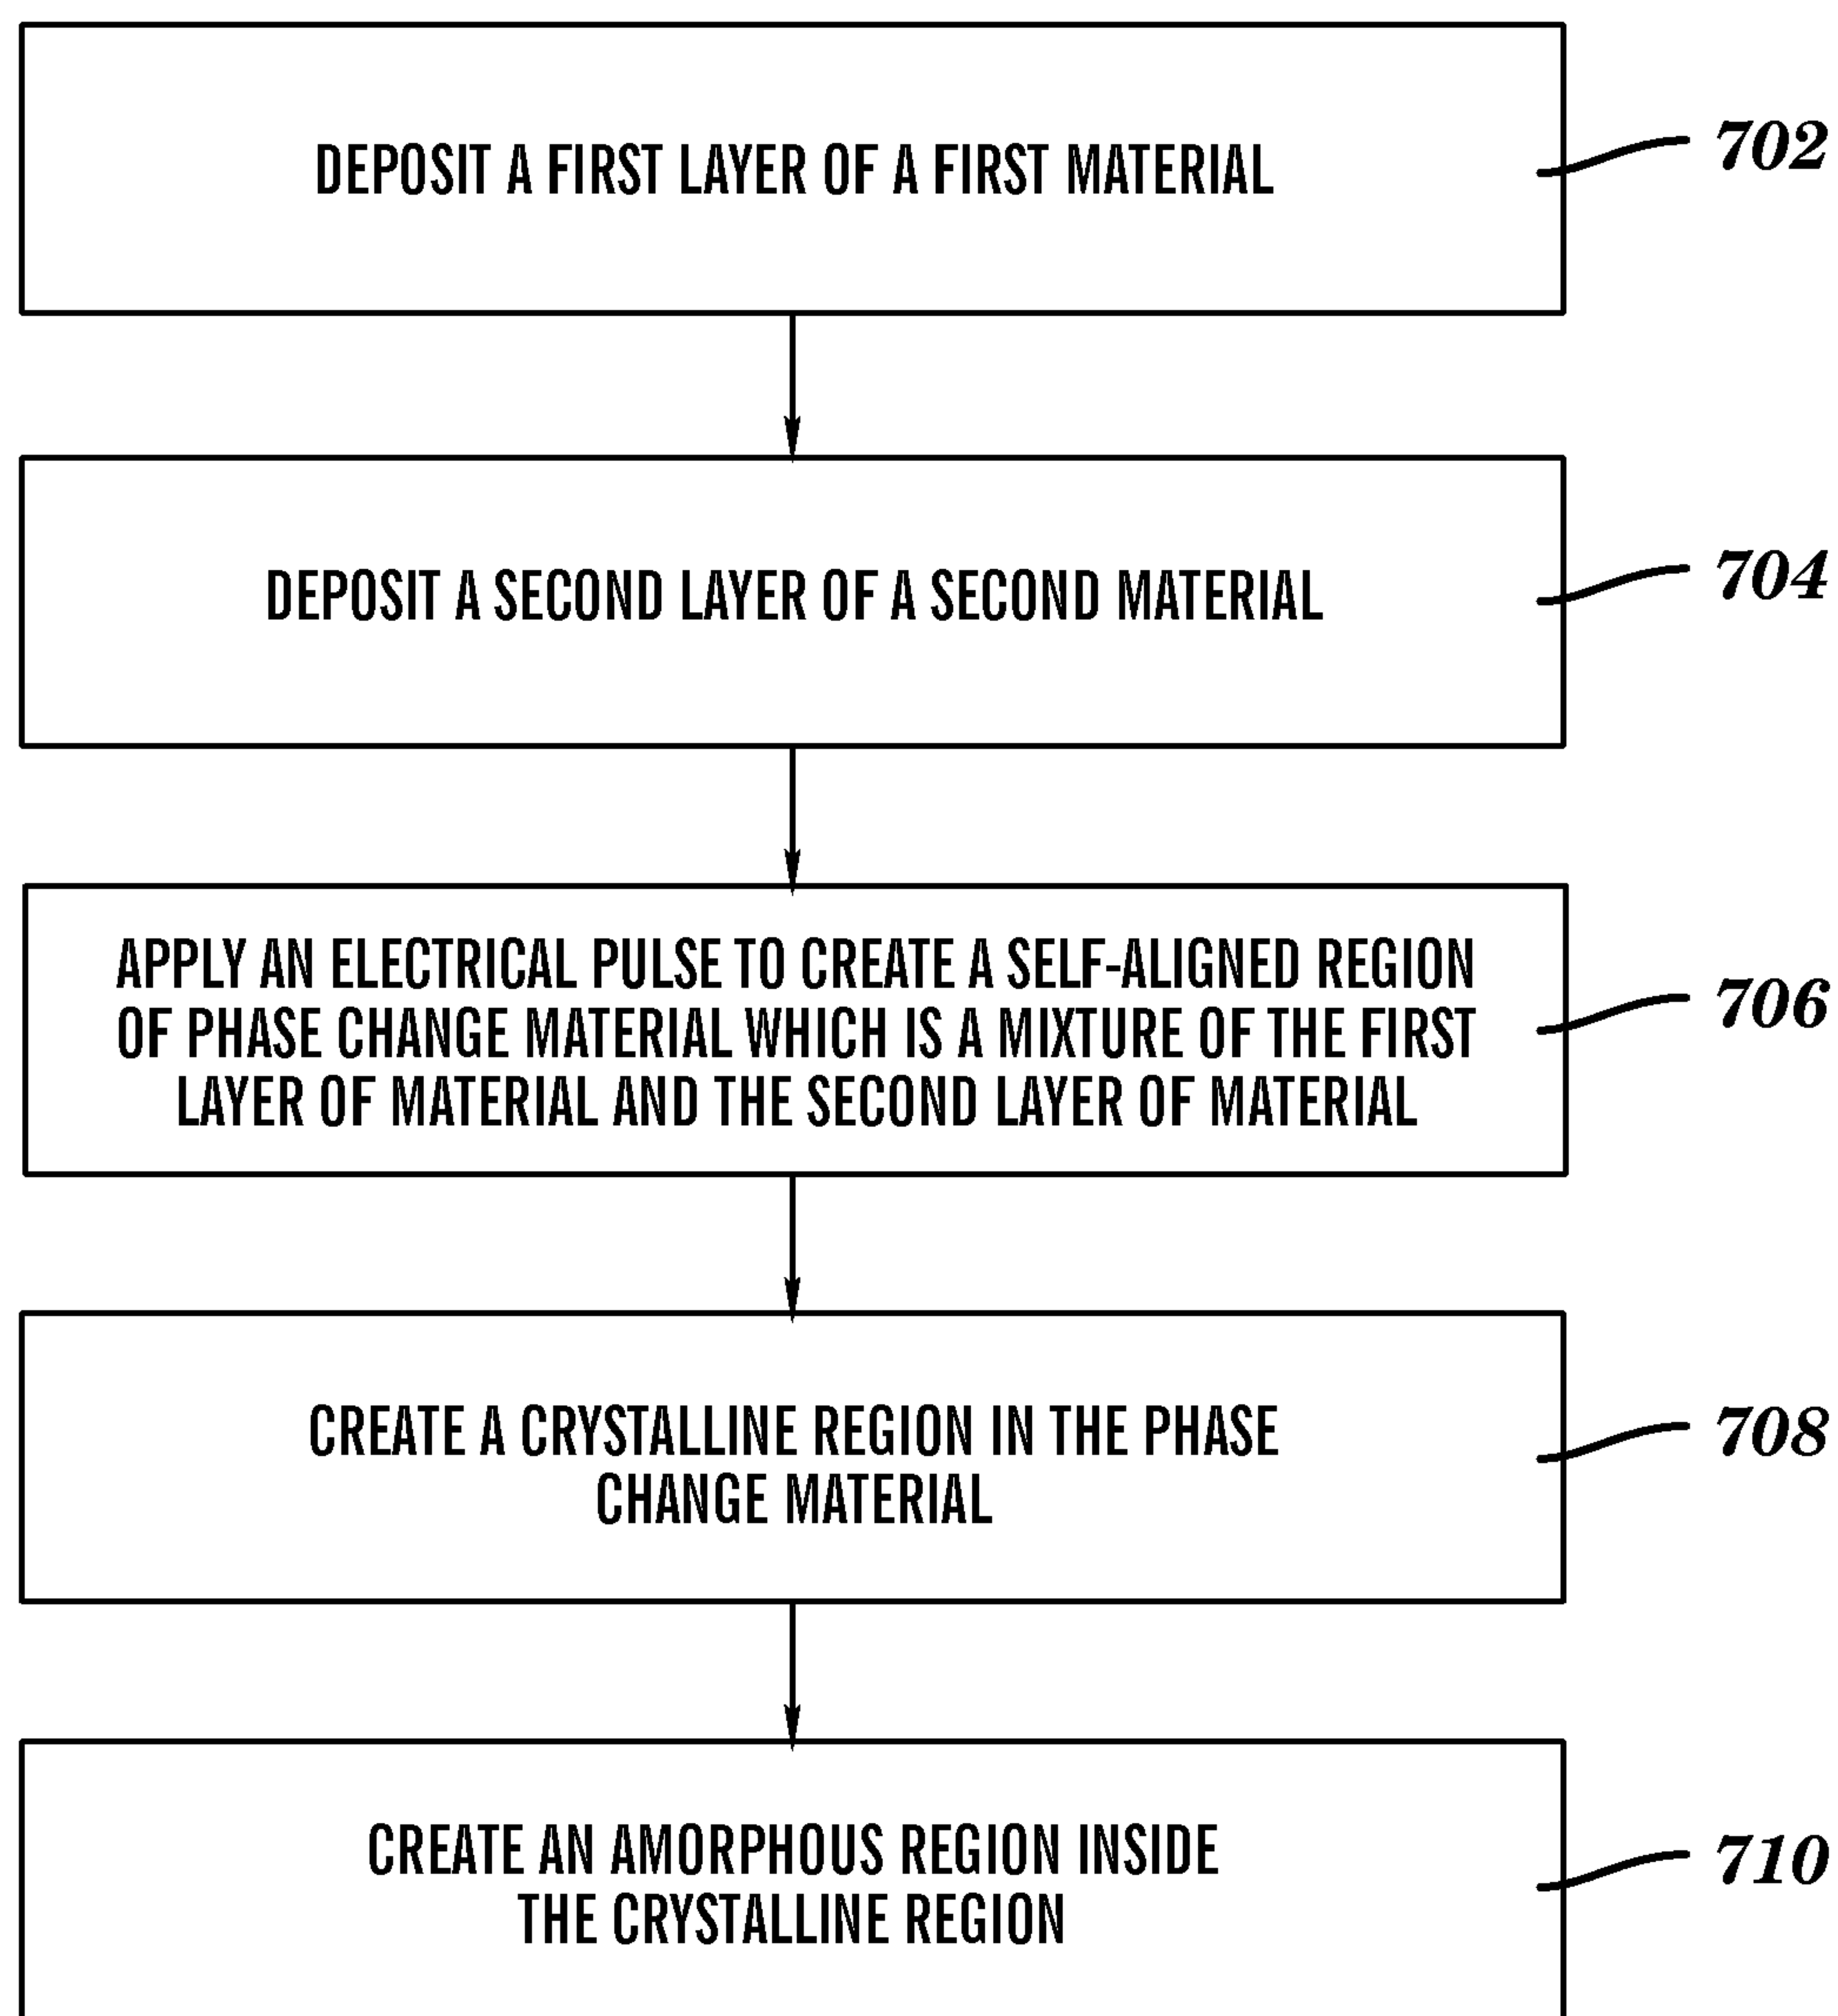 DEPOSIT A FIRST LAYER OF A FIRST MATERIAL
702
DEPOSIT A SECOND LAYER OF A SECOND MATERIAL
704
APPLY AN ELECTRICAL PULSE TO CREATE A SELF-ALIGNED REGION
OF PHASE CHANGE MATERIAL WHICH IS A MIXTURE OF THE FIRST
LAYER OF MATERIAL AND THE SECOND LAYER OF MATERIAL
706
CREATE A CRYSTALLINE REGION IN THE PHASE
CHANGE MATERIAL
708
CREATE AN AMORPHOUS REGION INSIDE
THE CRYSTALLINE REGION
710